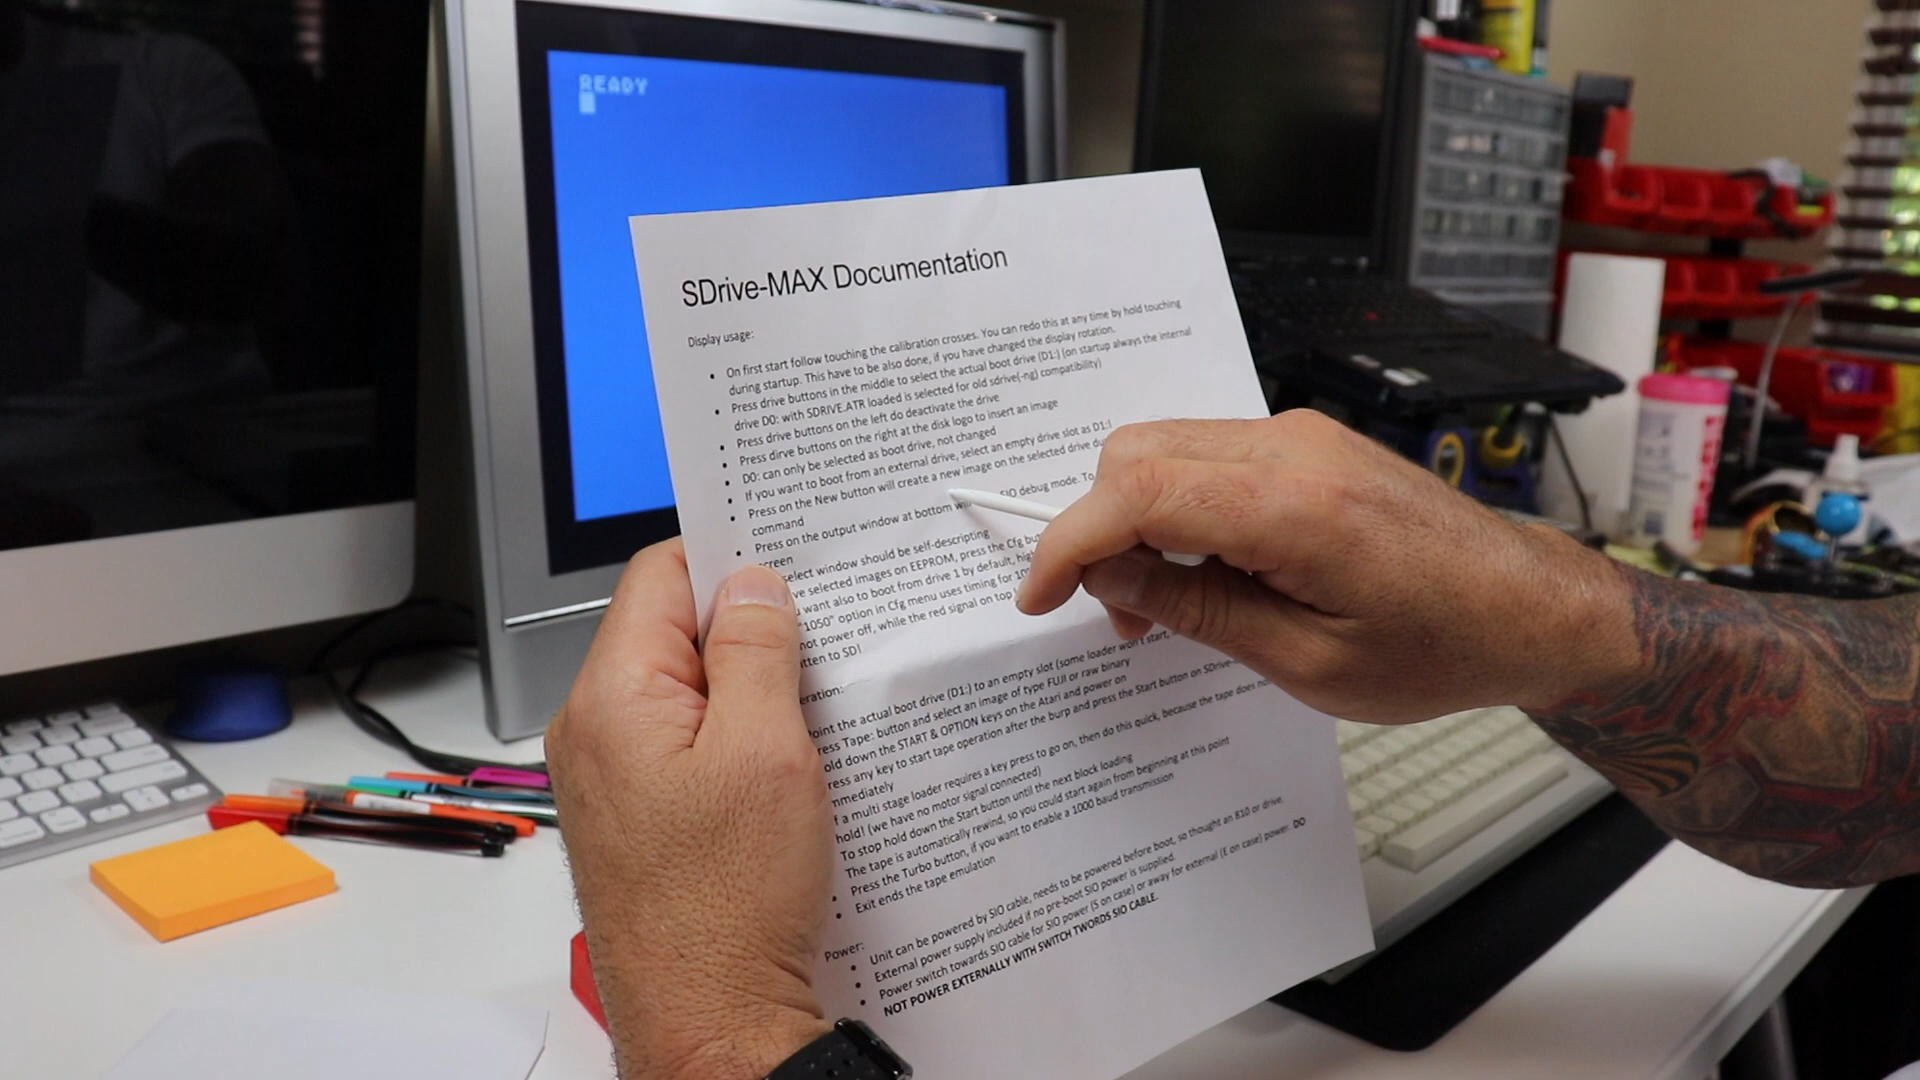 READY
SDrive-MAX Documentation
Display usage:
On first start follow touching the calibration crosses. You can redo this at any time by hold touching
during startup. This have to be also done, if you have changed the display rotation.
Press drive buttons in the middle to select the actual boot drive (D1:) (on startup always the internal
drive D0: with SDRIVE.ATR loaded is selected for old sdrive(-ng) compatibility)
Press drive buttons on the left do deactivate the drive
Press dirve buttons on the right at the disk logo to insert an image
D0: can only be selected as boot drive, not changed
If you want to boot from an external drive, select an empty drive slot as D1:!
Press on the New button will create a new image on the selected drive
command
Press on the output window at bottom SIO debug mode. To
screen
select window should be self-descripting
selected images on EEPROM, press the Cfg
want also to boot from drive 1 by default,
"1050" option in Cfg menu uses timing for
not power off, while the red signal on top
to SD!
point the actual boot drive (D1:) to an empty slot (some loader won't start,
Tape: button and select an image of type FUJI or raw binary
down the START & OPTION keys on the Atari and power on
any key to start tape operation after the burp and press the Start button on
a multi stage loader requires a key press to go on, then do this quick, because the tape does
hold! (we have no motor signal connected)
To stop hold down the Start button until the next block loading
The tape is automatically rewind, so you could start again from beginning at this point
Press the Turbo button, if you want to enable a 1000 baud transmission
Exit ends the tape emulation
Power:
Unit can be powered by SIO cable, needs to be powered before boot, so thought an 810 or drive.
External power supply included if no pre-boot SIO power is supplied.
Power switch towards SIO cable for SIO power (S on case) or away for external (E on case) power. DO
NOT POWER EXTERNALLY WITH SWITCH TWORDS SIO CABLE.